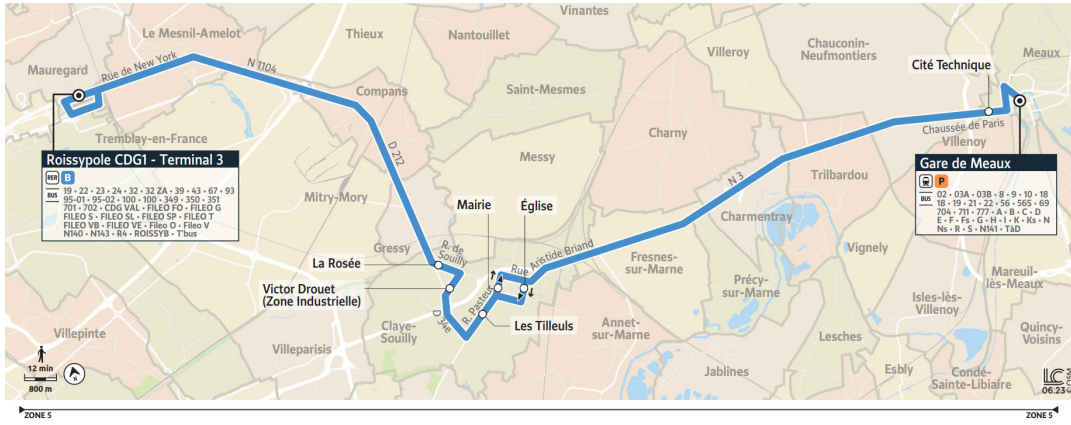 Vinantes
Le Mesnil-Amelot
Thieux
Nantouillet
Villeroy
Chauconin-
Neufmontiers
Meaux
Mauregard
Rue de New York
N 1104
Cité Technique
Compans
Saint-Mesmes
Charny
Chaussée de Paris
Villenoy
Tremblay-en-France
Roissypole CDG1 - Terminal 3
RER B
BUS
19 • 22 • 23 • 24 • 32 • 32 ZA • 39 • 43 • 67 • 93
95-01 • 95-02 • 100 • 100 • 349 • 350 • 351
701 • 702 • CDG VAL • FILEO FO • FILEO G
FILEO S • FILEO SL • FILEO SP • FILEO T
FILEO VB • FILEO VE • Fileo O • Fileo V
N140 • N143 • R4 • ROISSYB • T'bus
D 212
Messy
N 3
Trilbardou
Gare de Meaux
P
BUS
02 • 03A • 03B • 8 • 9 • 10 • 18
18 • 19 • 21 • 22 • 56 • 565 • 69
704 • 711 • 777 • A • B • C • D
E • F • Fs • G • H • I • K • Ks • N
Ns • R • S • N141 • TàD
Mitry-Mory
Mairie
Église
Charmentray
Gressy
R. de
Souilly
Rue Aristide Briand
Vignely
La Rosée
Fresnes-
sur-Marne
Précy-
sur-Marne
Mareuil-
lès-Meaux
Victor Drouet
(Zone Industrielle)
R. Pasteur
D 34e
Les Tilleuls
Isles-lès-
Villenoy
Villepinte
Claye-
Souilly
Annet-
sur-Marne
Lesches
Quincy-
Voisins
Villeparisis
Jablines
Esbly
Condé-
Sainte-Libiaire
12 min
800 m
N
LC
06.23
©OSM
ZONE 5
ZONE 5